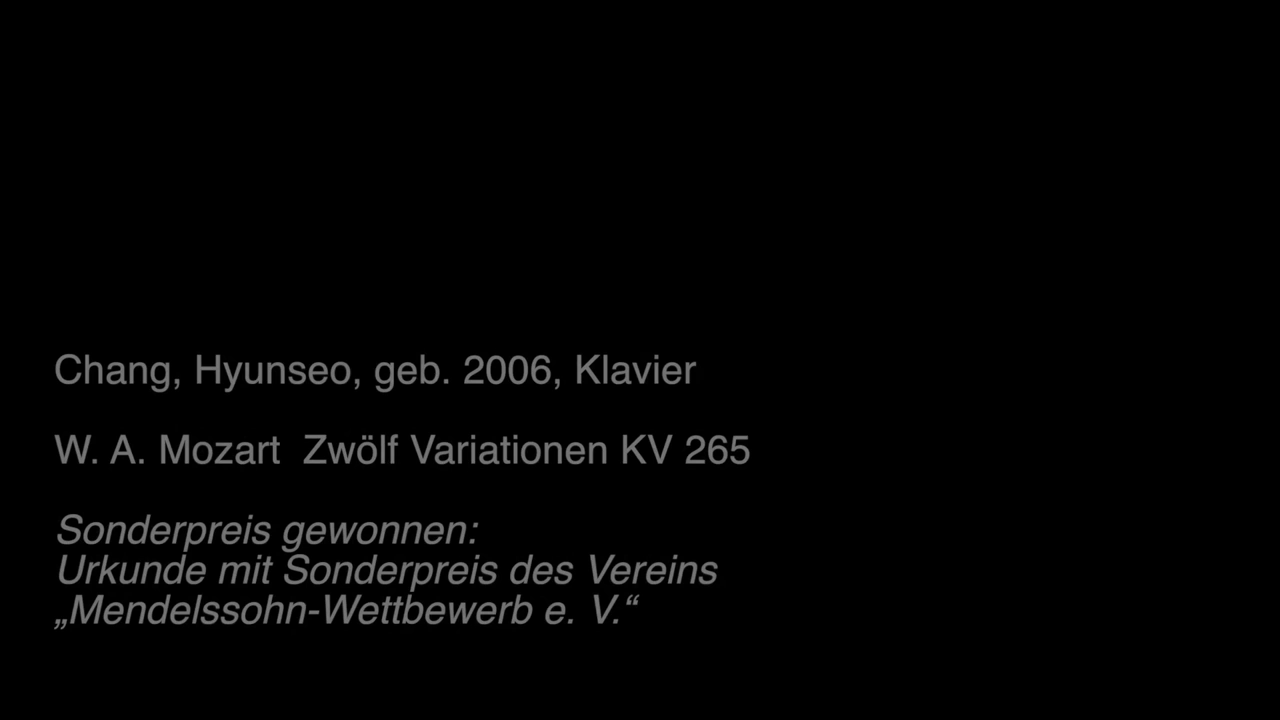 Chang, Hyunseo, geb. 2006, Klavier
W. A. Mozart  Zwölf Variationen KV 265
Sonderpreis gewonnen:
Urkunde mit Sonderpreis des Vereins
„Mendelssohn-Wettbewerb e. V.“